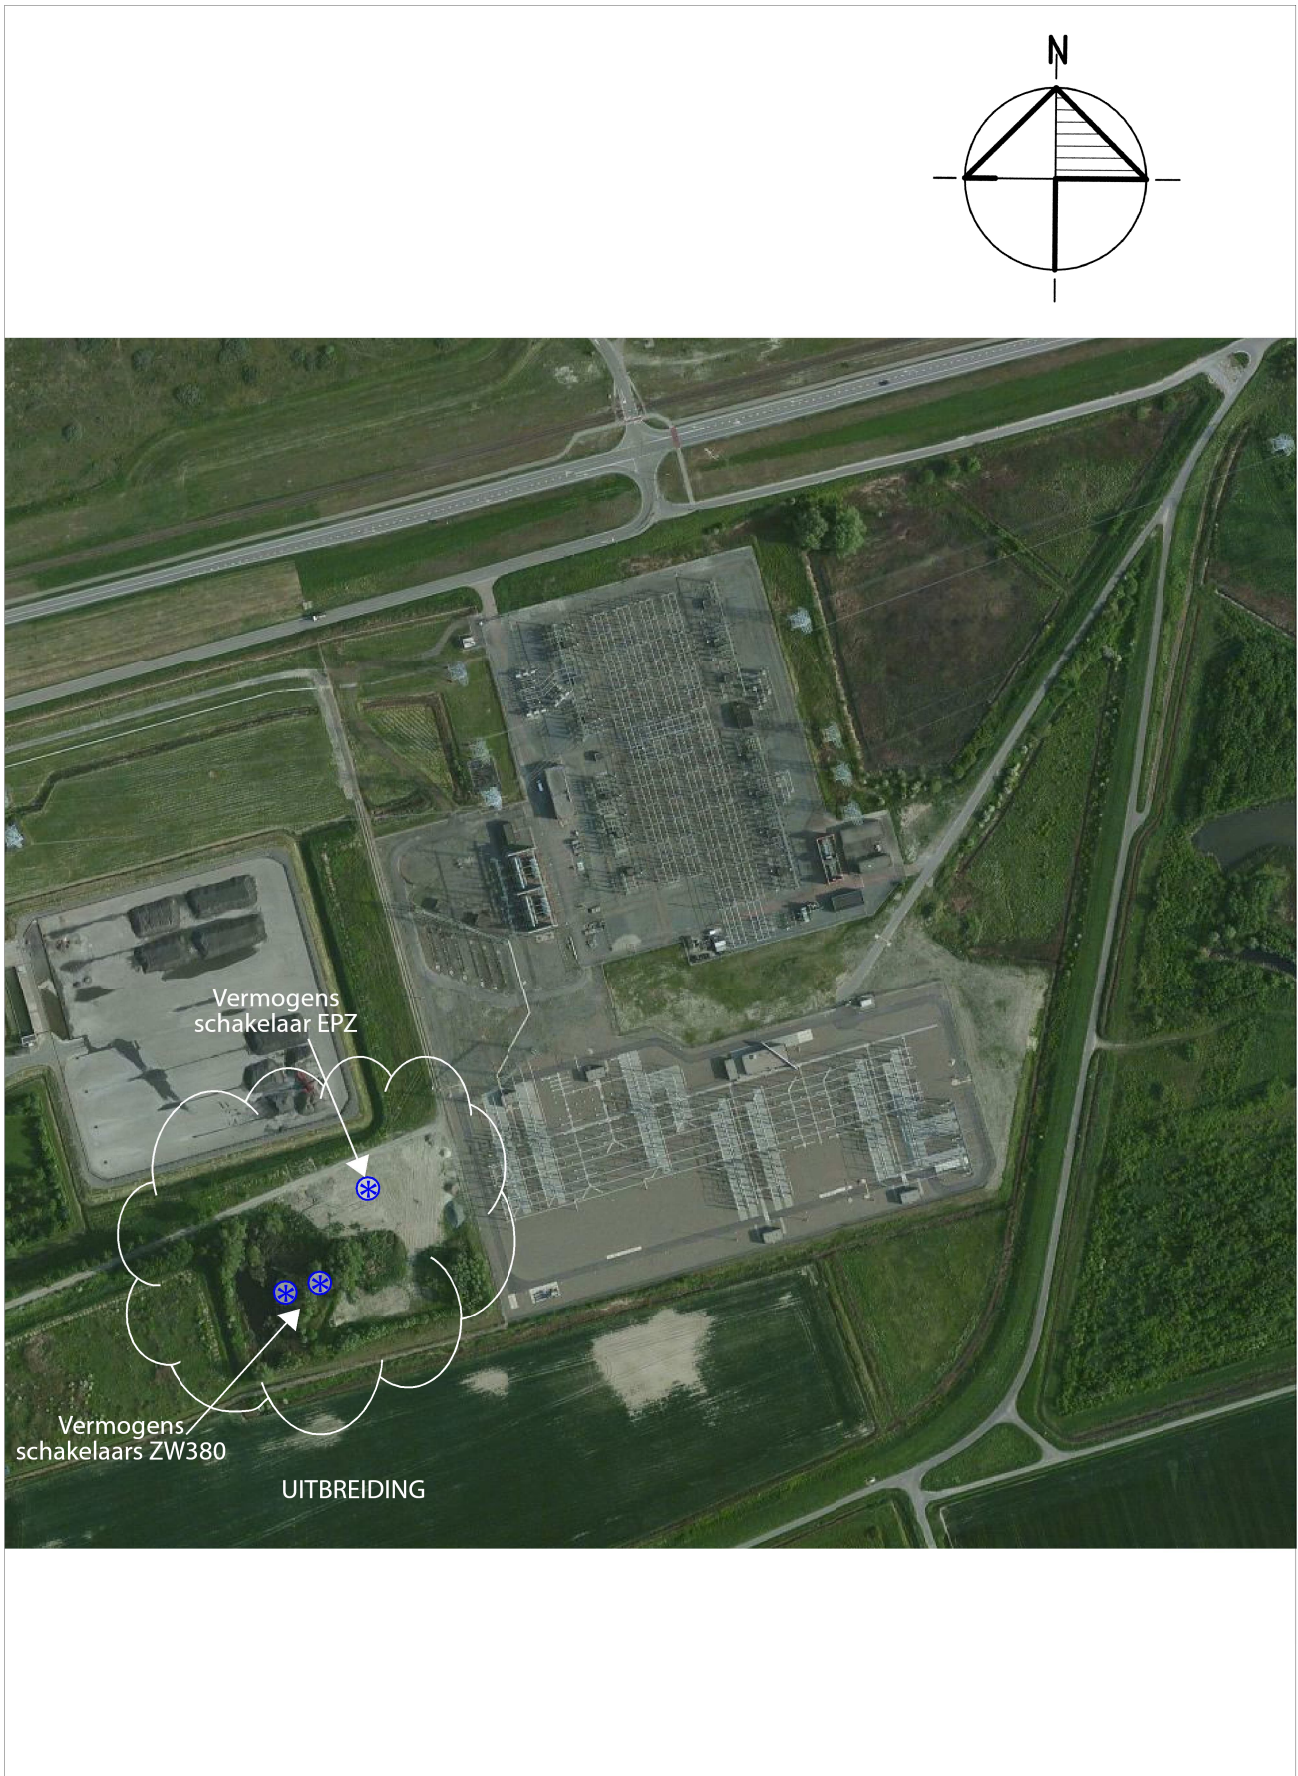 N
Vermogens
schakelaar EPZ
Vermogens
schakelaars ZW380
UITBREIDING